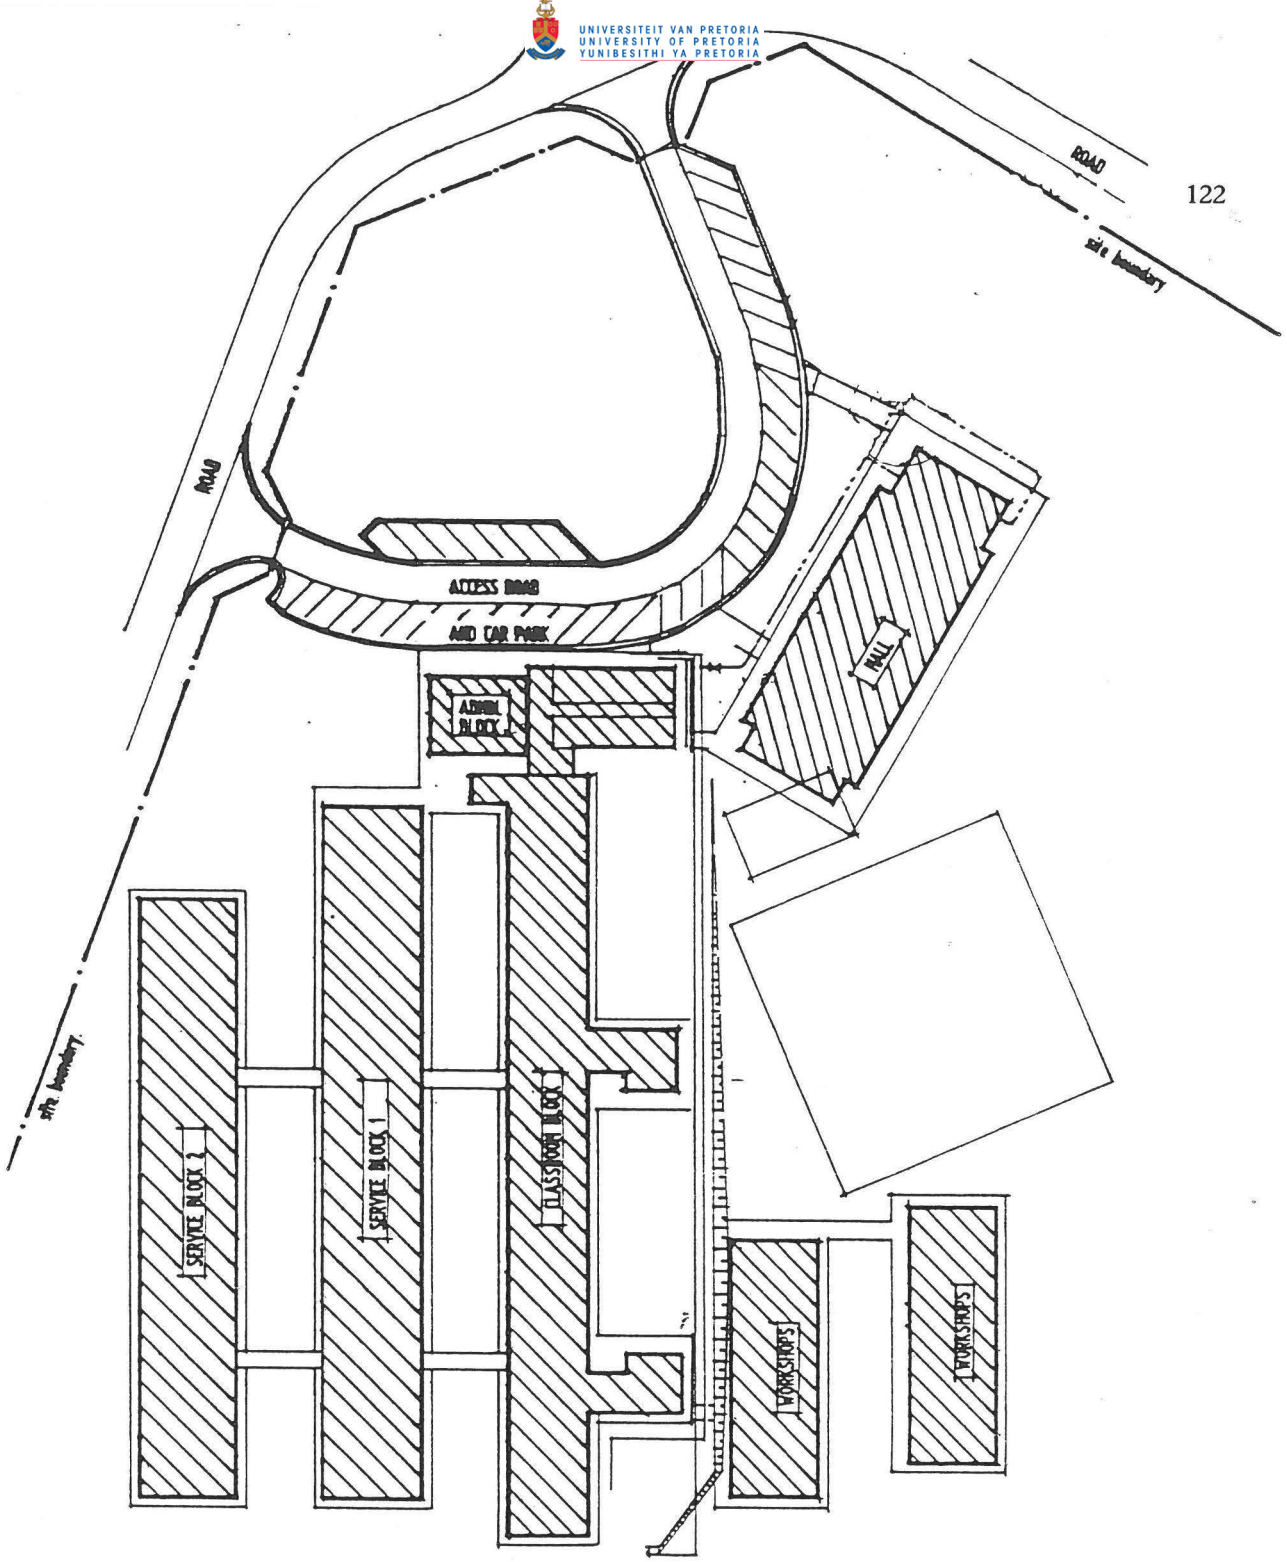 UNIVERSITEIT VAN PRETORIA
UNIVERSITY OF PRETORIA
YUNIBESITHI YA PRETORIA
ROAD
122
site boundary
ROAD
ACCESS ROAD
AND CAR PARK
HALL
ADMIN.
BLOCK
site boundary.
SERVICE BLOCK 2
SERVICE BLOCK 1
CLASSROOM BLOCK
WORKSHOPS
WORKSHOPS